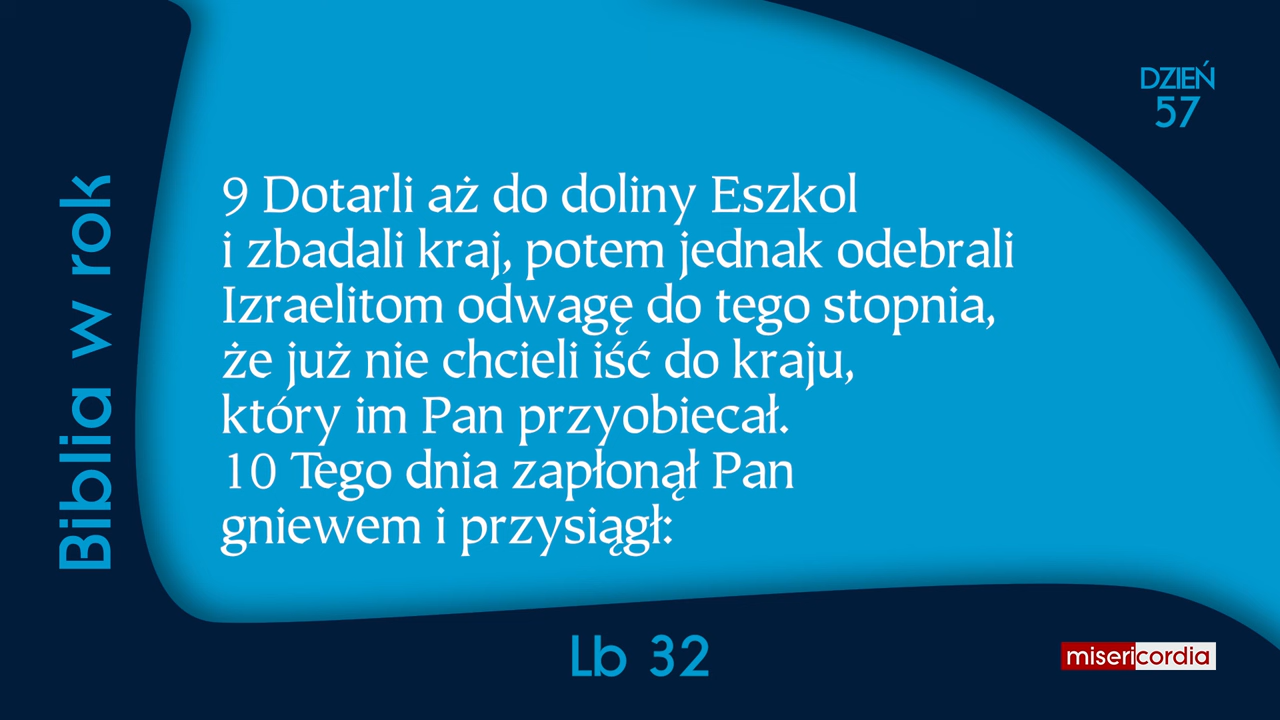 DZIEŃ
57
Biblia w rok
9 Dotarli aż do doliny Eszkol
i zbadali kraj, potem jednak odebrali
Izraelitom odwagę do tego stopnia,
że już nie chcieli iść do kraju,
który im Pan przyobiecał.
10 Tego dnia zapłonął Pan
gniewem i przysiągł:
Lb 32
misericordia